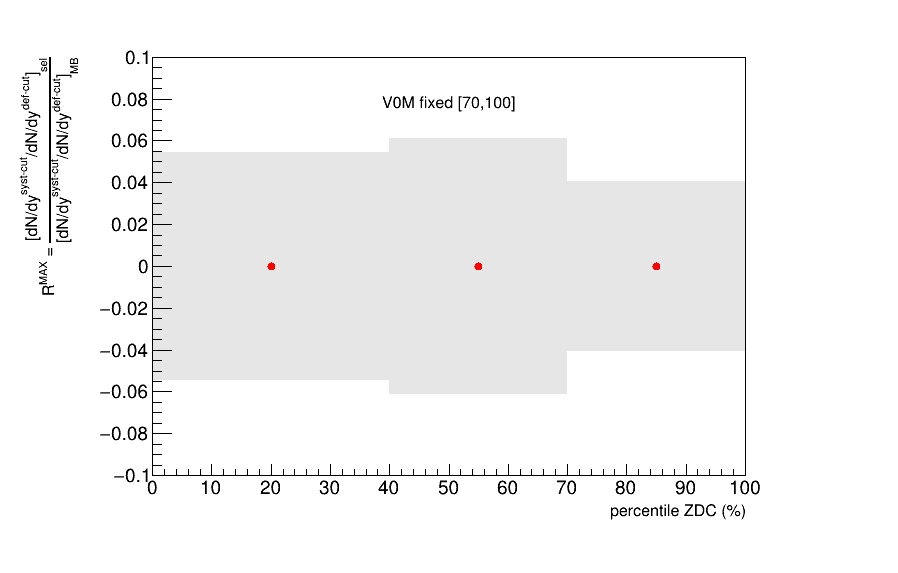 R^MAX = [dN/dy^syst-cut/dN/dy^def-cut]_sel
[dN/dy^syst-cut/dN/dy^def-cut]_MB
0.1
0.08
V0M fixed [70,100]
0.06
0.04
0.02
0
−0.02
−0.04
−0.06
−0.08
−0.1
0 10 20 30 40 50 60 70 80 90 100
percentile ZDC (%)